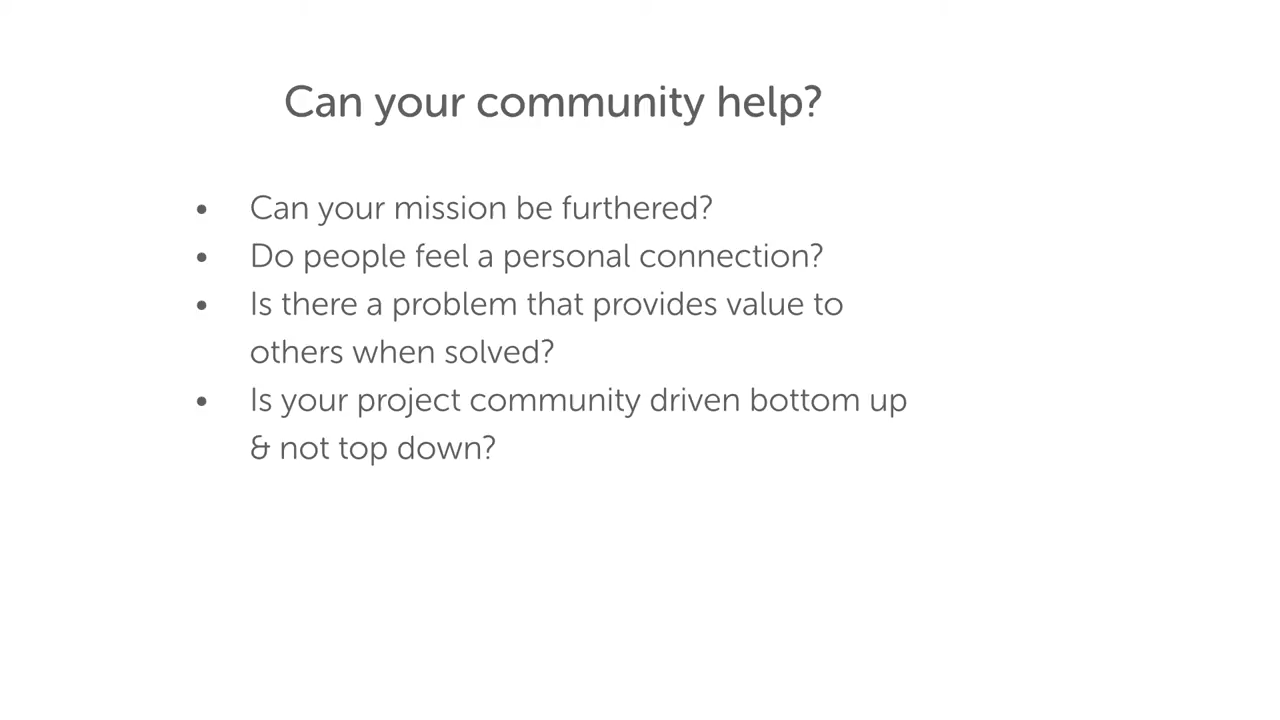 Can your community help?
• Can your mission be furthered?
• Do people feel a personal connection?
• Is there a problem that provides value to
others when solved?
• Is your project community driven bottom up
& not top down?